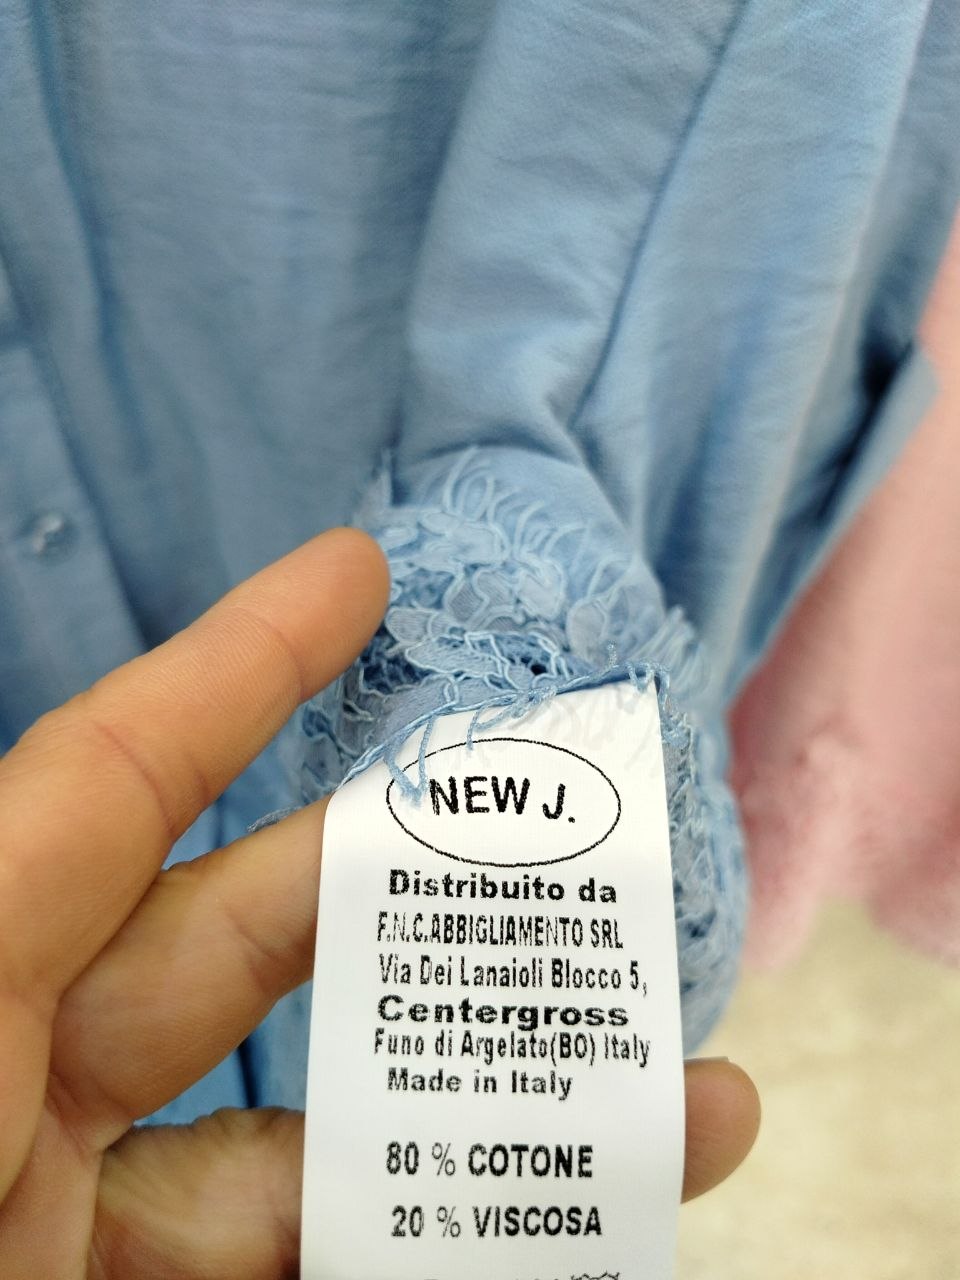 NEW J.
Distribuito da
F.N.C.ABBIGLIAMENTO SRL
Via Dei Lanaioli Blocco 5,
Centergross
Funo di Argelato(BO) Italy
Made in Italy
80 % COTONE
20 % VISCOSA